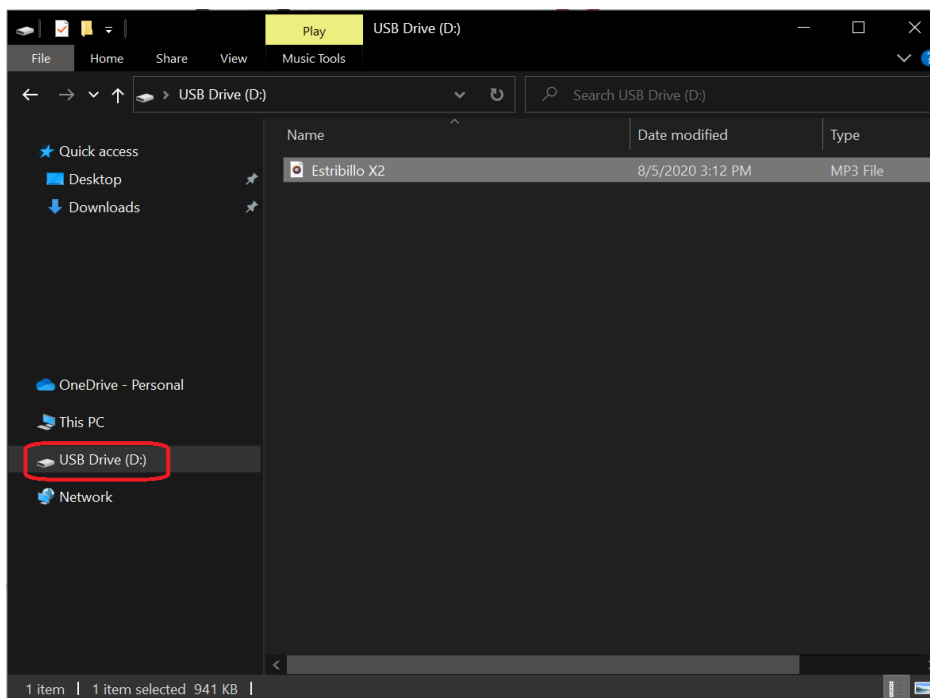 Play USB Drive (D:)
File Home Share View Music Tools
USB Drive (D:) Search USB Drive (D:)
Name Date modified Type
Quick access
Estribillo X2 8/5/2020 3:12 PM MP3 File
Desktop
Downloads
OneDrive - Personal
This PC
USB Drive (D:)
Network
1 item 1 item selected 941 KB